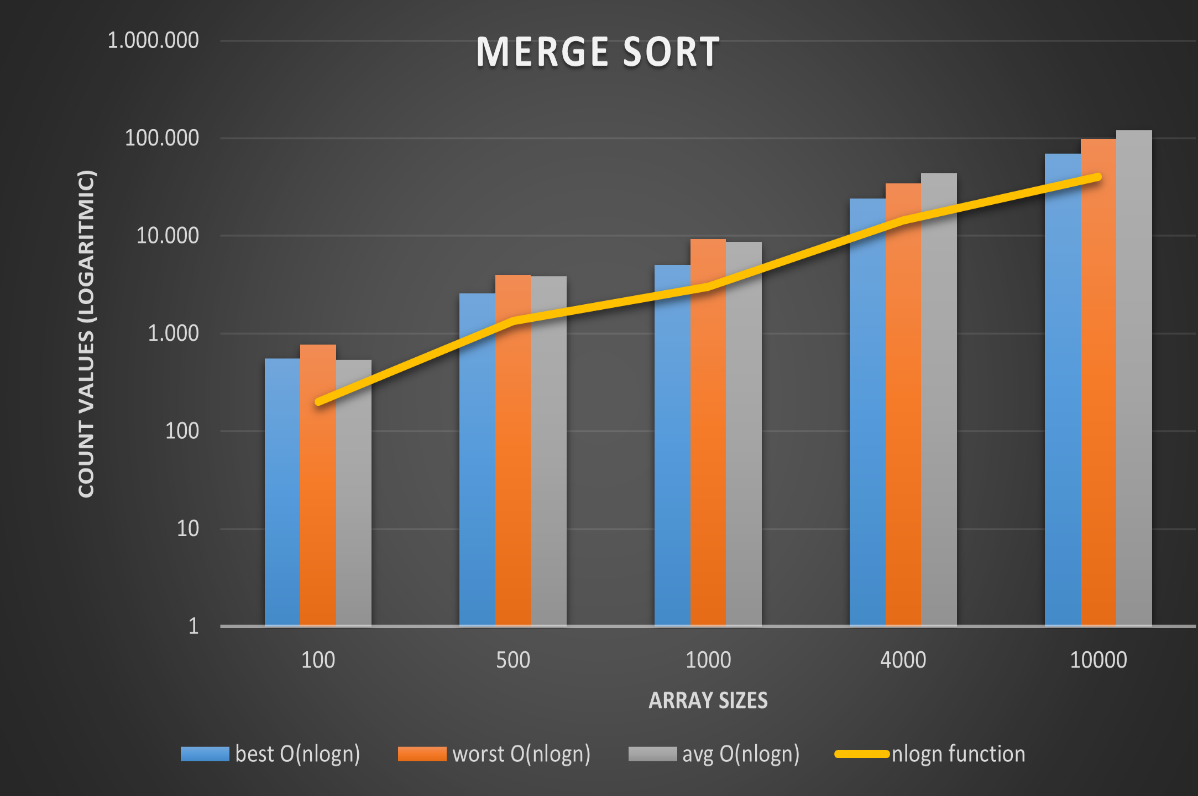 MERGE SORT
1.000.000
100.000
10.000
1.000
100
10
1
COUNT VALUES (LOGARITMIC)
100 500 1000 4000 10000
ARRAY SIZES
best O(nlogn) worst O(nlogn) avg O(nlogn) nlogn function